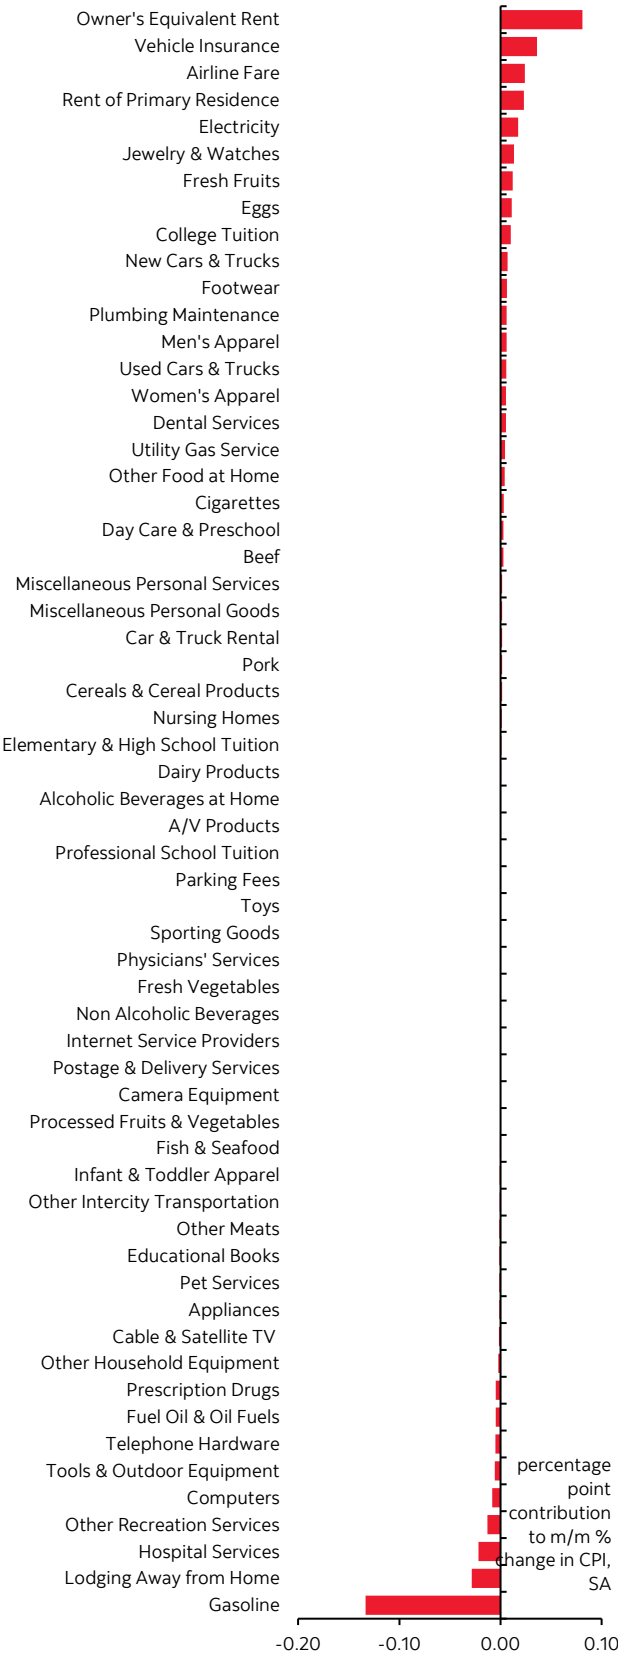 Owner's Equivalent Rent
Vehicle Insurance
Airline Fare
Rent of Primary Residence
Electricity
Jewelry & Watches
Fresh Fruits
Eggs
College Tuition
New Cars & Trucks
Footwear
Plumbing Maintenance
Men's Apparel
Used Cars & Trucks
Women's Apparel
Dental Services
Utility Gas Service
Other Food at Home
Cigarettes
Day Care & Preschool
Beef
Miscellaneous Personal Services
Miscellaneous Personal Goods
Car & Truck Rental
Pork
Cereals & Cereal Products
Nursing Homes
Elementary & High School Tuition
Dairy Products
Alcoholic Beverages at Home
A/V Products
Professional School Tuition
Parking Fees
Toys
Sporting Goods
Physicians' Services
Fresh Vegetables
Non Alcoholic Beverages
Internet Service Providers
Postage & Delivery Services
Camera Equipment
Processed Fruits & Vegetables
Fish & Seafood
Infant & Toddler Apparel
Other Intercity Transportation
Other Meats
Educational Books
Pet Services
Appliances
Cable & Satellite TV
Other Household Equipment
Prescription Drugs
Fuel Oil & Oil Fuels
Telephone Hardware
Tools & Outdoor Equipment
Computers
Other Recreation Services
Hospital Services
Lodging Away from Home
Gasoline
percentage
point
contribution
to m/m %
change in CPI,
SA
-0.20 -0.10 0.00 0.10